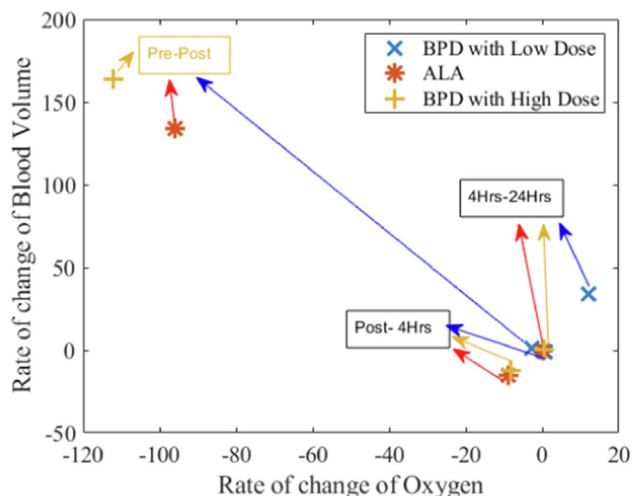 200
150
100
50
0
-50
-120
-100
-80
-60
-40
-20
0
20
Rate of change of Blood Volume
Rate of change of Oxygen
Pre-Post
BPD with Low Dose
ALA
BPD with High Dose
4Hrs-24Hrs
Post- 4Hrs